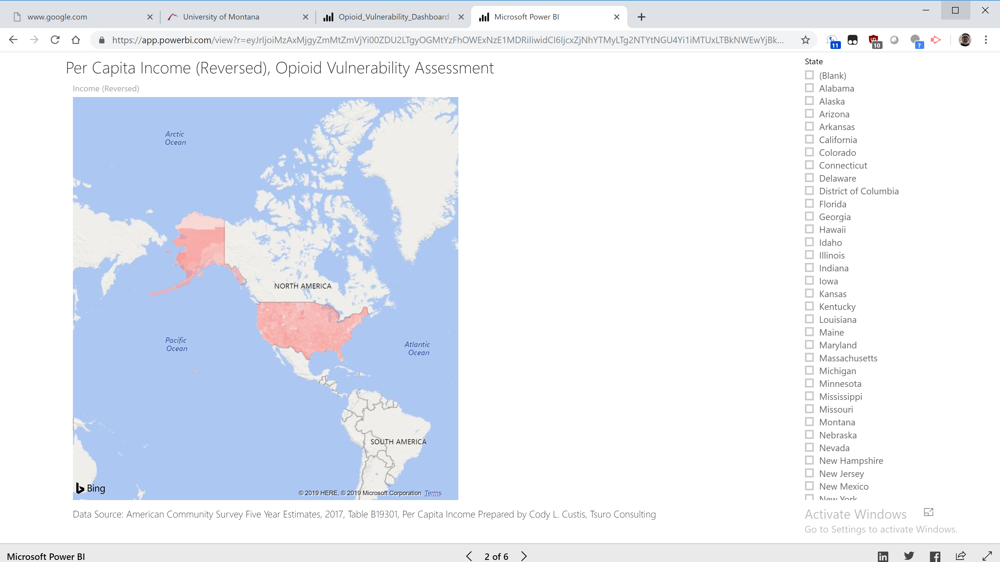 www.google.com
University of Montana
Opioid_Vulnerability_Dashboard
Microsoft Power BI
https://app.powerbi.com/view?r=eyJrIjoiMzAxMjgyZmMtZmVjYi00ZDU2LTgyOGMtYzFhOWExNzE1MDRiIiwidCI6IjcxZjNhYTMyLTg2NTYtNGU4Yi1iMTUxLTBkNWEwYjBk...
11
10
?
Per Capita Income (Reversed), Opioid Vulnerability Assessment
Income (Reversed)
Arctic
Ocean
NORTH AMERICA
Pacific
Ocean
Atlantic
Ocean
SOUTH AMERICA
Bing
© 2019 HERE, © 2019 Microsoft Corporation Terms
Data Source: American Community Survey Five Year Estimates, 2017, Table B19301, Per Capita Income Prepared by Cody L. Custis, Tsuro Consulting
State
(Blank)
Alabama
Alaska
Arizona
Arkansas
California
Colorado
Connecticut
Delaware
District of Columbia
Florida
Georgia
Hawaii
Idaho
Illinois
Indiana
Iowa
Kansas
Kentucky
Louisiana
Maine
Maryland
Massachusetts
Michigan
Minnesota
Mississippi
Missouri
Montana
Nebraska
Nevada
New Hampshire
New Jersey
New Mexico
New York
Activate Windows
Go to Settings to activate Windows.
Microsoft Power BI
2 of 6